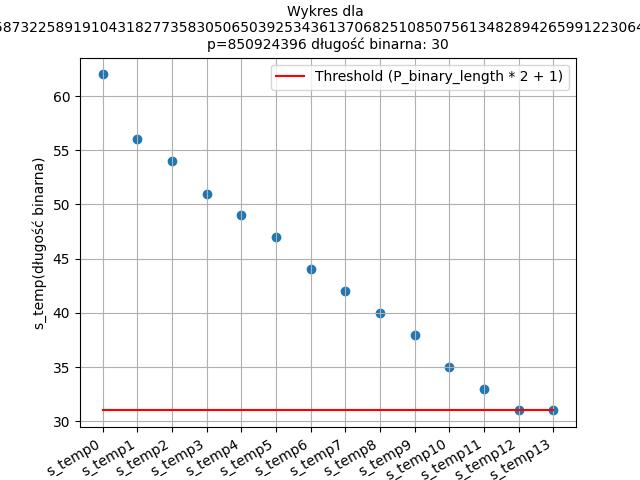 Wykres dla
p=850924396 długość binarna: 30
Threshold (P_binary_length * 2 + 1)
s_temp(długość binarna)
60
55
50
45
40
35
30
s_temp0
s_temp1
s_temp2
s_temp3
s_temp4
s_temp5
s_temp6
s_temp7
s_temp8
s_temp9
s_temp10
s_temp11
s_temp12
s_temp13